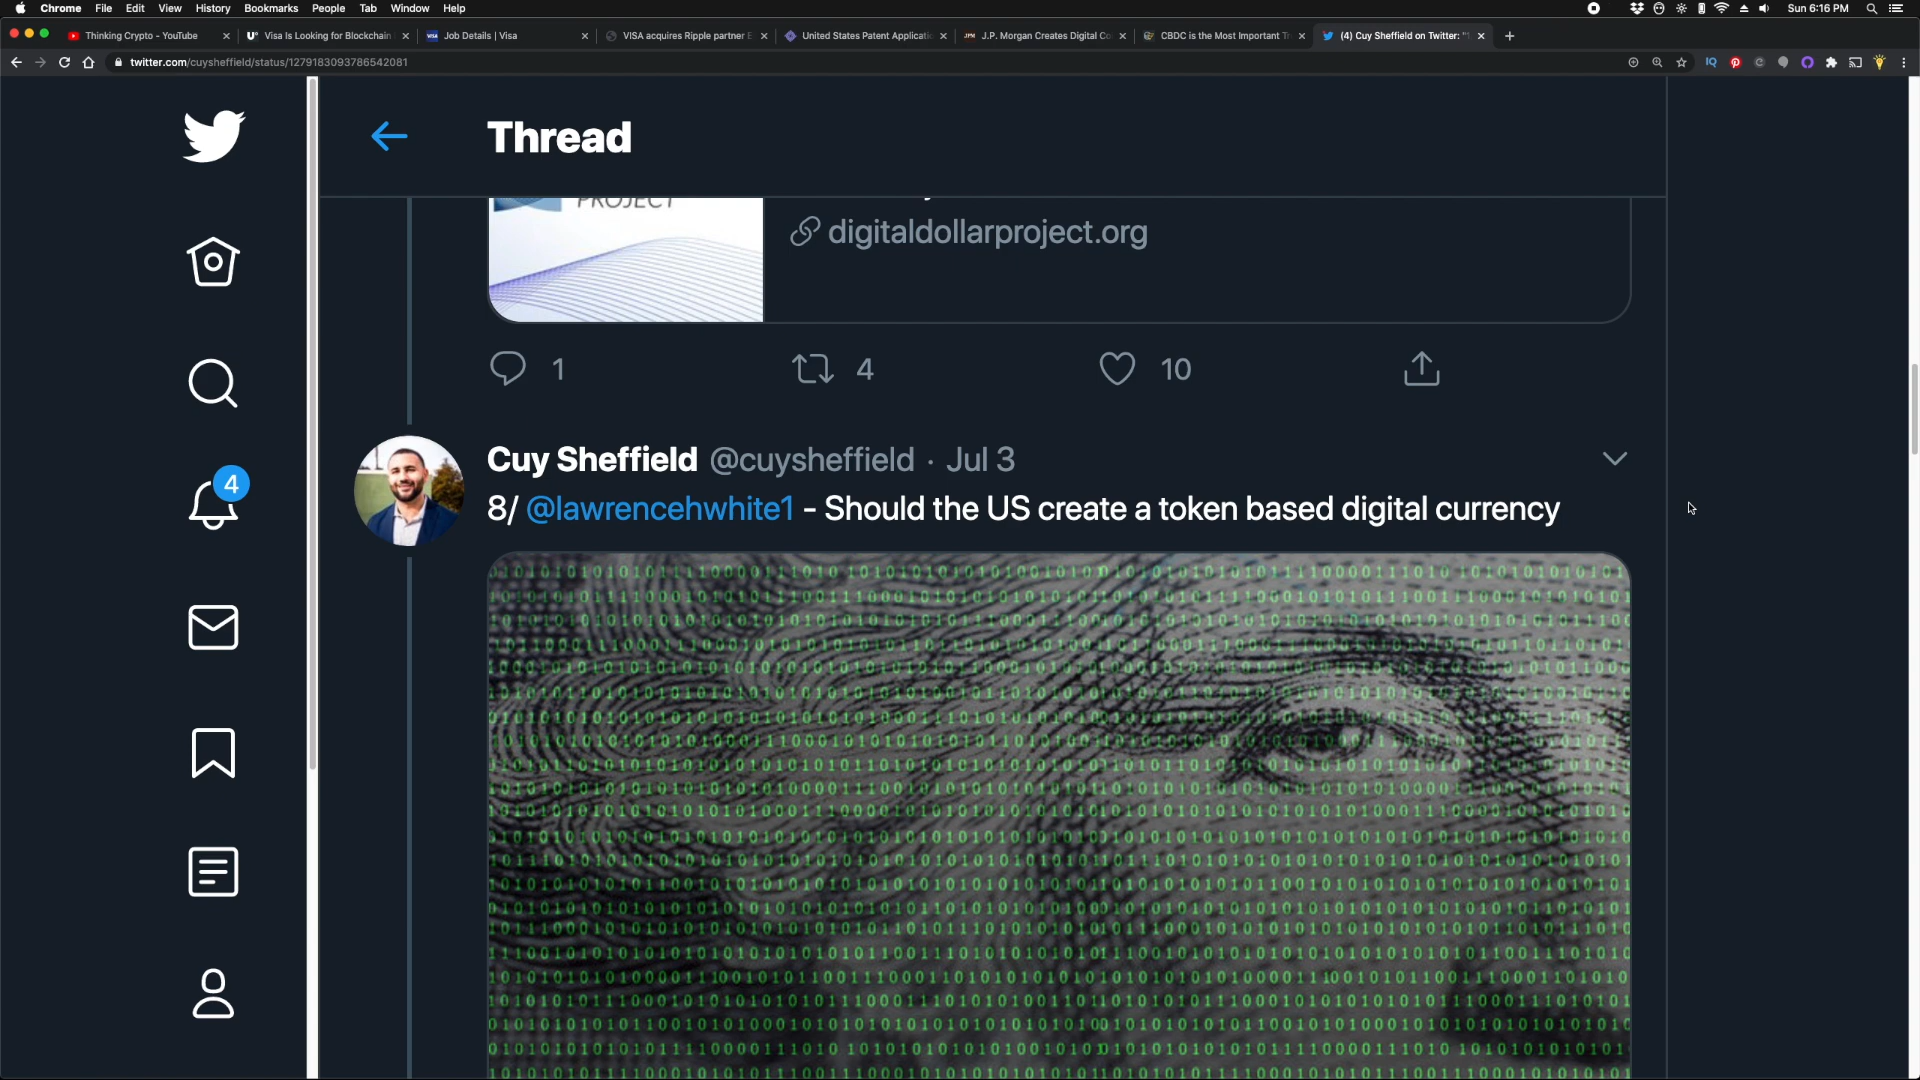 Chrome File Edit View History Bookmarks People Tab Window Help
Sun 6:16 PM
Thinking Crypto - YouTube
Visa Is Looking for Blockchain
Job Details | Visa
VISA acquires Ripple partner E
United States Patent Applicati
J.P. Morgan Creates Digital Co
CBDC is the Most Important Th
(4) Cuy Sheffield on Twitter: "
twitter.com/cuysheffield/status/1279183093786542081
Thread
PROJECT
digitaldollarproject.org
1 4 10
4
Cuy Sheffield @cuysheffield · Jul 3
8/ @lawrencehwhite1 - Should the US create a token based digital currency